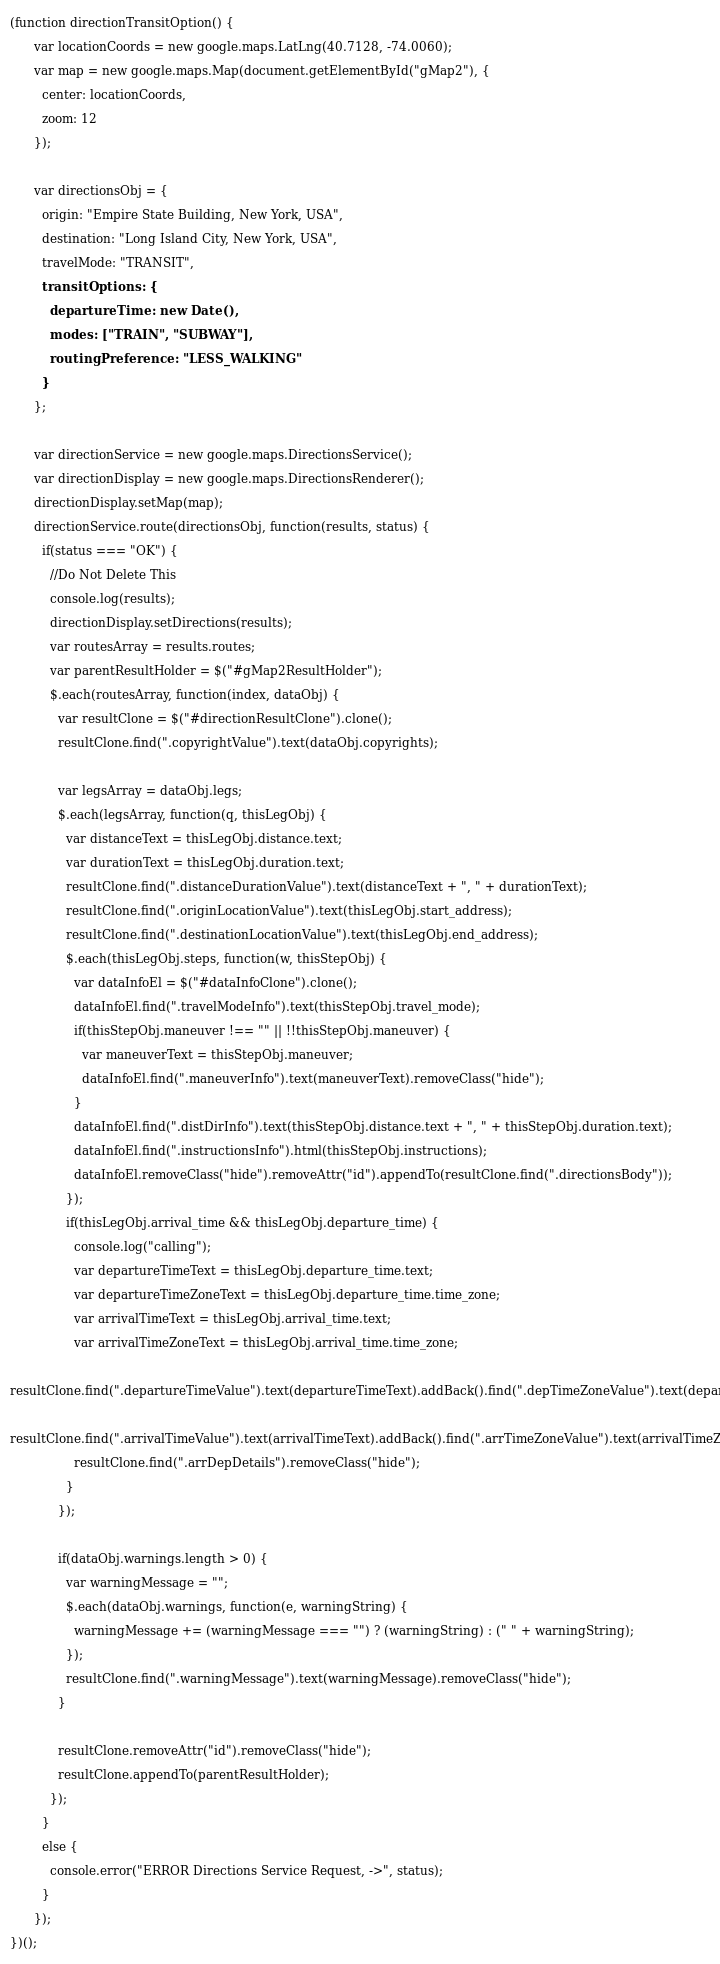 (function directionTransitOption() {
var locationCoords = new google.maps.LatLng(40.7128, -74.0060);
var map = new google.maps.Map(document.getElementById("gMap2"), {
center: locationCoords,
zoom: 12
});
var directionsObj = {
origin: "Empire State Building, New York, USA",
destination: "Long Island City, New York, USA",
travelMode: "TRANSIT",
transitOptions: {
departureTime: new Date(),
modes: ["TRAIN", "SUBWAY"],
routingPreference: "LESS_WALKING"
}
};
var directionService = new google.maps.DirectionsService();
var directionDisplay = new google.maps.DirectionsRenderer();
directionDisplay.setMap(map);
directionService.route(directionsObj, function(results, status) {
if(status === "OK") {
//Do Not Delete This
console.log(results);
directionDisplay.setDirections(results);
var routesArray = results.routes;
var parentResultHolder = $("#gMap2ResultHolder");
$.each(routesArray, function(index, dataObj) {
var resultClone = $("#directionResultClone").clone();
resultClone.find(".copyrightValue").text(dataObj.copyrights);
var legsArray = dataObj.legs;
$.each(legsArray, function(q, thisLegObj) {
var distanceText = thisLegObj.distance.text;
var durationText = thisLegObj.duration.text;
resultClone.find(".distanceDurationValue").text(distanceText + ", " + durationText);
resultClone.find(".originLocationValue").text(thisLegObj.start_address);
resultClone.find(".destinationLocationValue").text(thisLegObj.end_address);
$.each(thisLegObj.steps, function(w, thisStepObj) {
var dataInfoEl = $("#dataInfoClone").clone();
dataInfoEl.find(".travelModeInfo").text(thisStepObj.travel_mode);
if(thisStepObj.maneuver !== "" || !!thisStepObj.maneuver) {
var maneuverText = thisStepObj.maneuver;
dataInfoEl.find(".maneuverInfo").text(maneuverText).removeClass("hide");
}
dataInfoEl.find(".distDirInfo").text(thisStepObj.distance.text + ", " + thisStepObj.duration.text);
dataInfoEl.find(".instructionsInfo").html(thisStepObj.instructions);
dataInfoEl.removeClass("hide").removeAttr("id").appendTo(resultClone.find(".directionsBody"));
});
if(thisLegObj.arrival_time && thisLegObj.departure_time) {
console.log("calling");
var departureTimeText = thisLegObj.departure_time.text;
var departureTimeZoneText = thisLegObj.departure_time.time_zone;
var arrivalTimeText = thisLegObj.arrival_time.text;
var arrivalTimeZoneText = thisLegObj.arrival_time.time_zone;
resultClone.find(".departureTimeValue").text(departureTimeText).addBack().find(".depTimeZoneValue").text(depar
resultClone.find(".arrivalTimeValue").text(arrivalTimeText).addBack().find(".arrTimeZoneValue").text(arrivalTimeZ
resultClone.find(".arrDepDetails").removeClass("hide");
}
});
if(dataObj.warnings.length > 0) {
var warningMessage = "";
$.each(dataObj.warnings, function(e, warningString) {
warningMessage += (warningMessage === "") ? (warningString) : (" " + warningString);
});
resultClone.find(".warningMessage").text(warningMessage).removeClass("hide");
}
resultClone.removeAttr("id").removeClass("hide");
resultClone.appendTo(parentResultHolder);
});
}
else {
console.error("ERROR Directions Service Request, ->", status);
}
});
})();